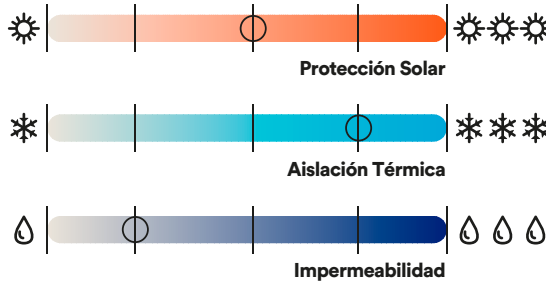 Protección Solar
Aislación Térmica
Impermeabilidad